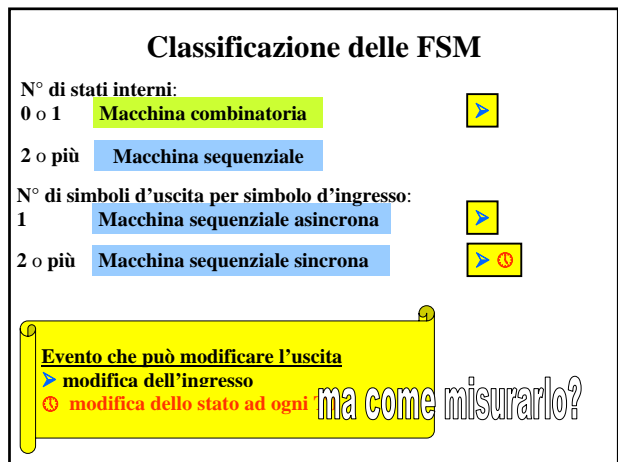 Classificazione delle FSM
N° di stati interni:
0 o 1 Macchina combinatoria
2 o più Macchina sequenziale
N° di simboli d'uscita per simbolo d'ingresso:
1 Macchina sequenziale asincrona
2 o più Macchina sequenziale sincrona
Evento che può modificare l'uscita
modifica dell'ingresso
modifica dello stato ad ogni
ma come misurarlo?